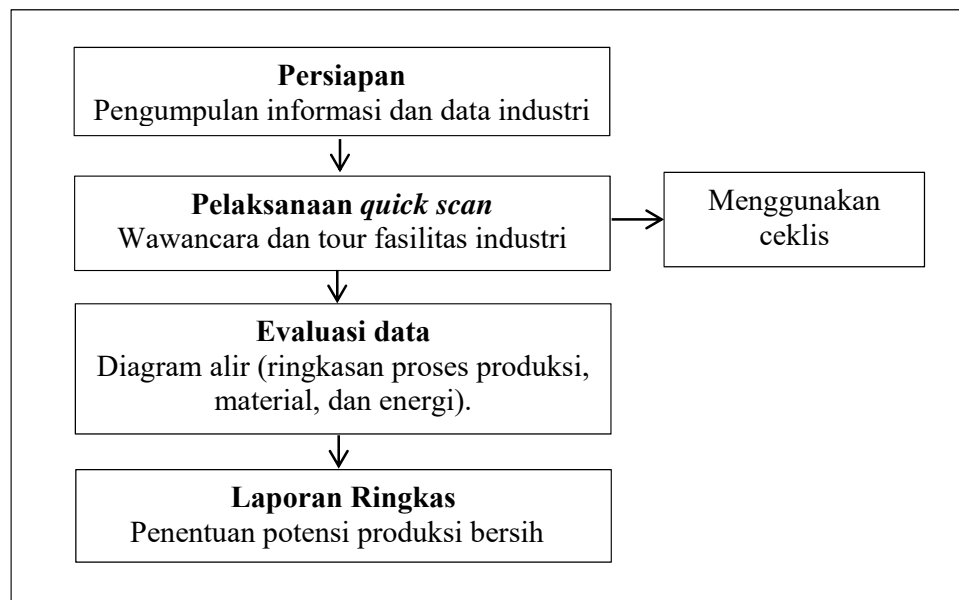 Persiapan
Pengumpulan informasi dan data industri
Pelaksanaan quick scan
Wawancara dan tour fasilitas industri
Menggunakan
ceklis
Evaluasi data
Diagram alir (ringkasan proses produksi,
material, dan energi).
Laporan Ringkas
Penentuan potensi produksi bersih